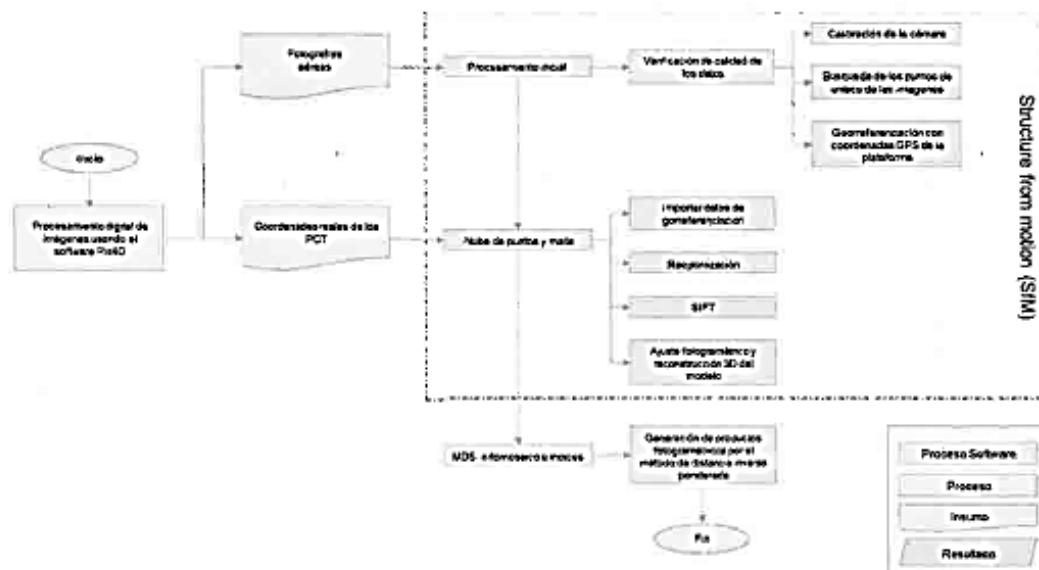 Inicio
Procesamiento digital de
imágenes usando el
software Pix4D
Fotografías
aéreas
Coordenadas reales de los
PCT
Procesamiento inicial
Verificación de calidad de
los datos
Calibración de la cámara
Búsqueda de los puntos de
enlace de las imágenes
Georreferenciación con
coordenadas GPS de la
plataforma
Nube de puntos y malla
Importar datos de
georreferenciación
SIFT
Ajuste fotogramétrico y
reconstrucción 3D del
modelo
Structure from motion (SfM)
MDS
Generación de productos
fotogramétricos por el
método de distancia inversa
ponderada
Fin
Proceso Software
Proceso
Insumo
Resultado